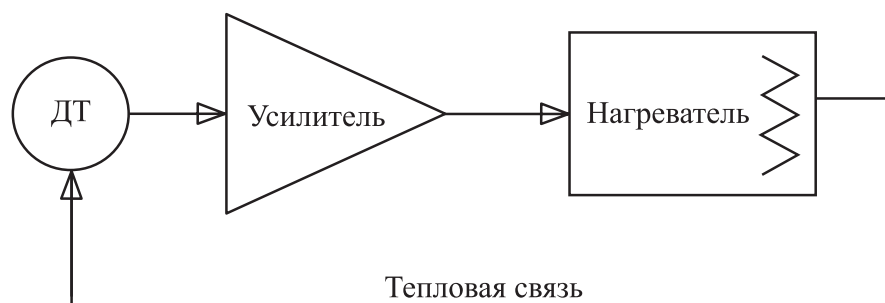 ДТ
Усилитель
Нагреватель
Тепловая связь